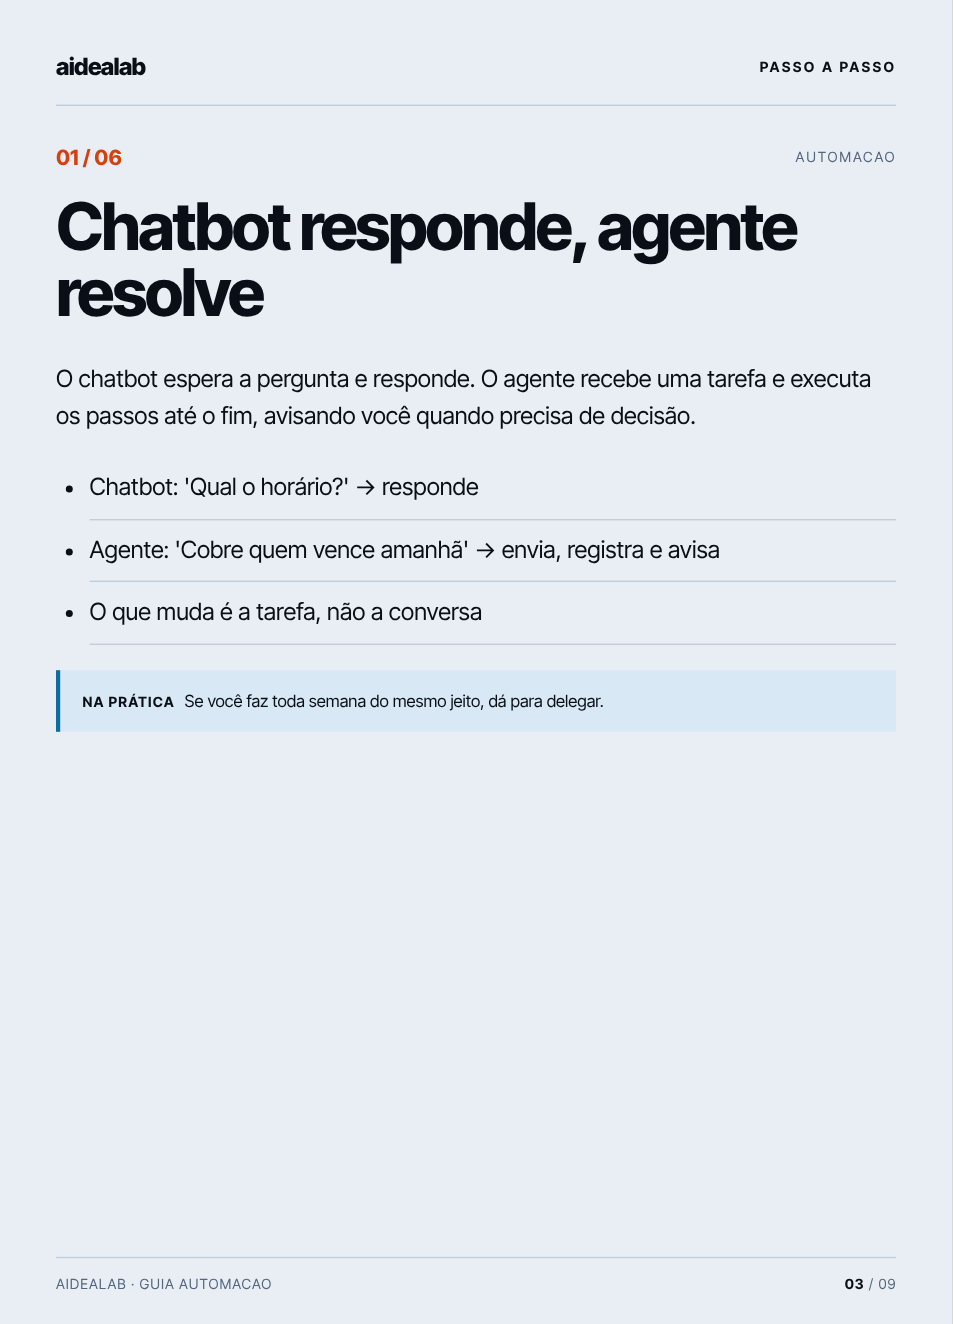 aidealab
PASSO A PASSO
01 / 06
AUTOMACAO
Chatbot responde, agente
resolve
O chatbot espera a pergunta e responde. O agente recebe uma tarefa e executa
os passos até o fim, avisando você quando precisa de decisão.
• Chatbot: 'Qual o horário?' → responde
• Agente: 'Cobre quem vence amanhã' → envia, registra e avisa
• O que muda é a tarefa, não a conversa
NA PRÁTICA Se você faz toda semana do mesmo jeito, dá para delegar.
AIDEALAB · GUIA AUTOMACAO
03 / 09